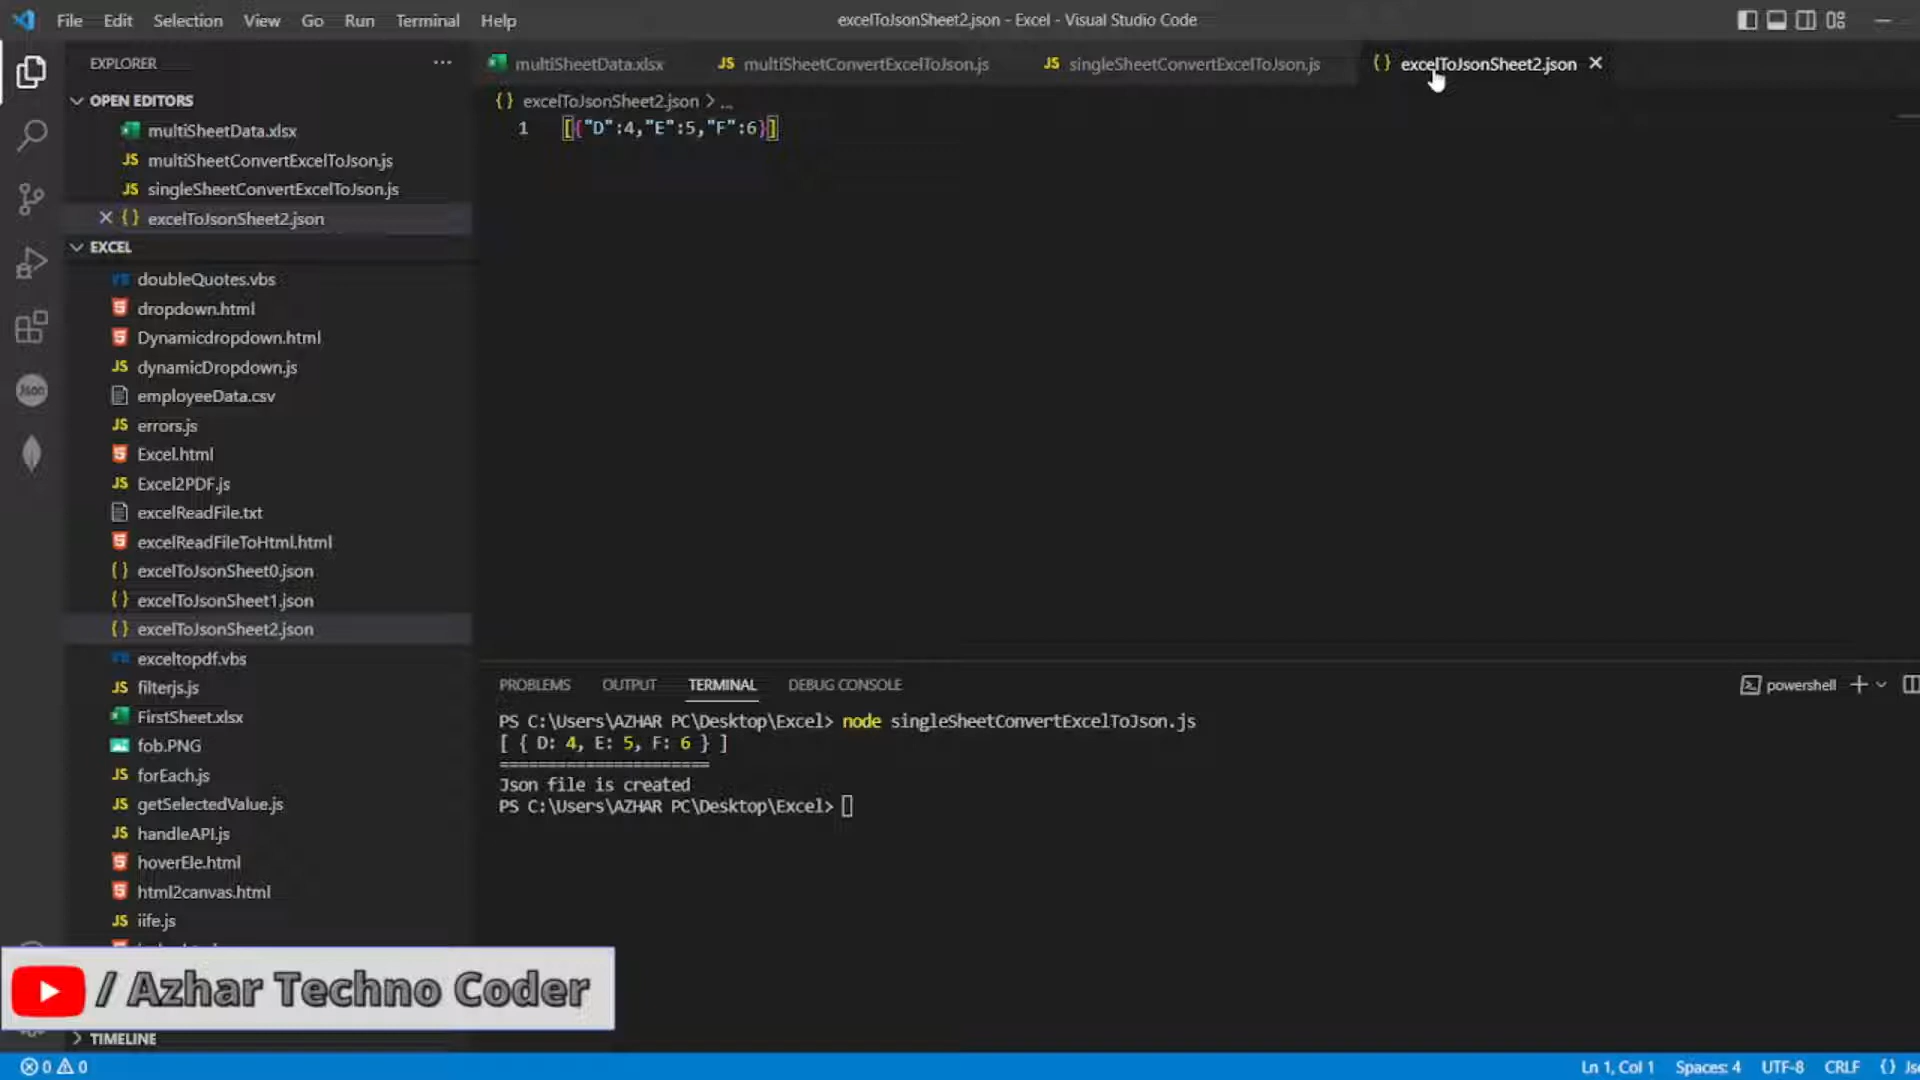 File Edit Selection View Go Run Terminal Help
excelToJsonSheet2.json - Excel - Visual Studio Code
EXPLORER
OPEN EDITORS
multiSheetData.xlsx
JS multiSheetConvertExcelToJson.js
JS singleSheetConvertExcelToJson.js
{ } excelToJsonSheet2.json
EXCEL
doubleQuotes.vbs
dropdown.html
Dynamicdropdown.html
JS dynamicDropdown.js
employeeData.csv
JS errors.js
Excel.html
JS Excel2PDF.js
excelReadFile.txt
excelReadFileToHtml.html
{ } excelToJsonSheet0.json
{ } excelToJsonSheet1.json
{ } excelToJsonSheet2.json
exceltopdf.vbs
JS filterjs.js
FirstSheet.xlsx
fob.PNG
JS forEach.js
JS getSelectedValue.js
JS handleAPI.js
hoverEle.html
html2canvas.html
JS iife.js
/ Azhar Techno Coder
TIMELINE
multiSheetData.xlsx
JS multiSheetConvertExcelToJson.js
JS singleSheetConvertExcelToJson.js
{ } excelToJsonSheet2.json
{ } excelToJsonSheet2.json > ...
1 [{"D":4,"E":5,"F":6}]
PROBLEMS OUTPUT TERMINAL DEBUG CONSOLE
powershell
PS C:\Users\AZHAR PC\Desktop\Excel> node singleSheetConvertExcelToJson.js
[ { D: 4, E: 5, F: 6 } ]
======================
Json file is created
PS C:\Users\AZHAR PC\Desktop\Excel>
0 0
Ln 1, Col 1 Spaces: 4 UTF-8 CRLF { }